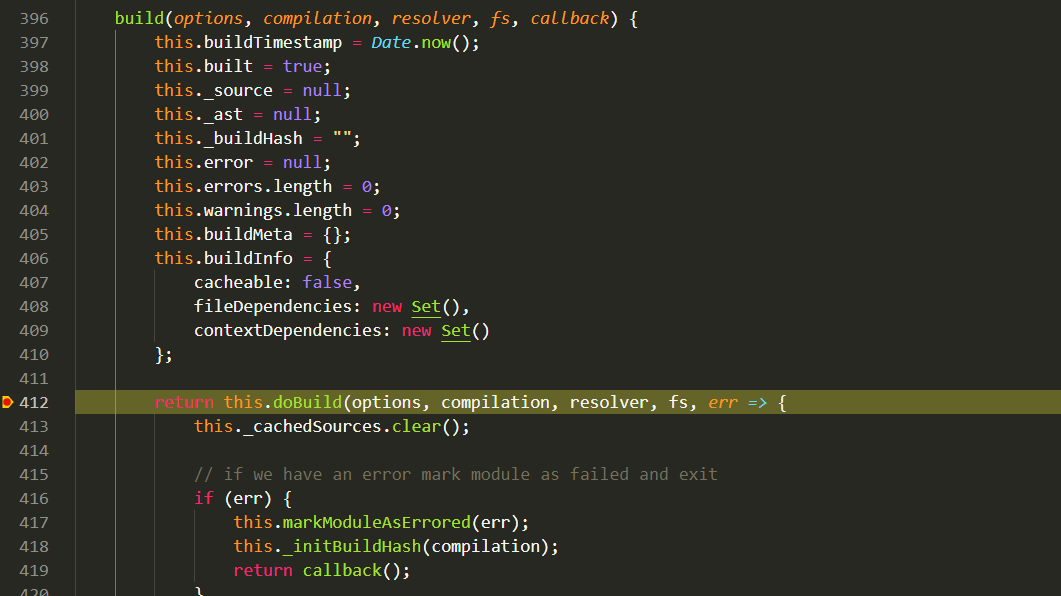 396 build(options, compilation, resolver, fs, callback) {
397 this.buildTimestamp = Date.now();
398 this.built = true;
399 this._source = null;
400 this._ast = null;
401 this._buildHash = "";
402 this.error = null;
403 this.errors.length = 0;
404 this.warnings.length = 0;
405 this.buildMeta = {};
406 this.buildInfo = {
407 cacheable: false,
408 fileDependencies: new Set(),
409 contextDependencies: new Set()
410 };
411
412 return this.doBuild(options, compilation, resolver, fs, err => {
413 this._cachedSources.clear();
414
415 // if we have an error mark module as failed and exit
416 if (err) {
417 this.markModuleAsErrored(err);
418 this._initBuildHash(compilation);
419 return callback();
420 }